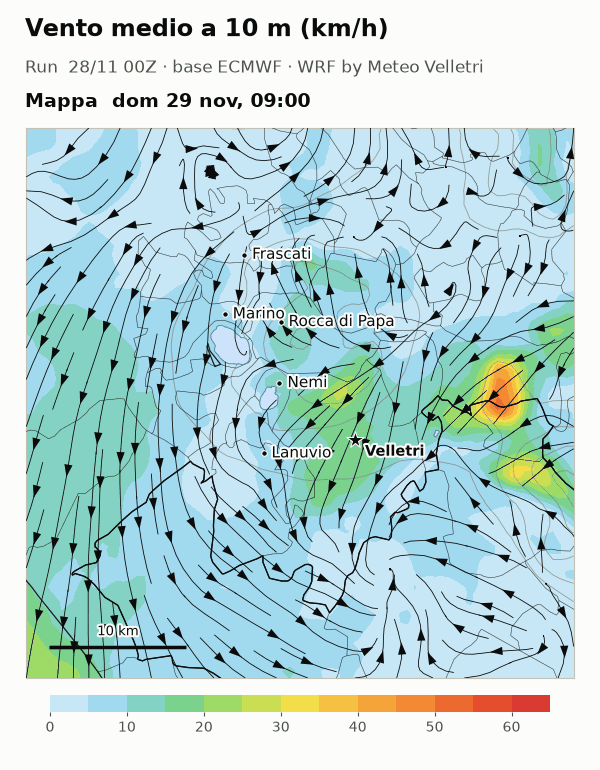 Vento medio a 10 m (km/h)
Run  28/11 00Z · base ECMWF · WRF by Meteo Velletri
Mappa  dom 29 nov, 09:00
Frascati
Marino
Rocca di Papa
Nemi
Velletri
Lanuvio
10 km
0 10 20 30 40 50 60